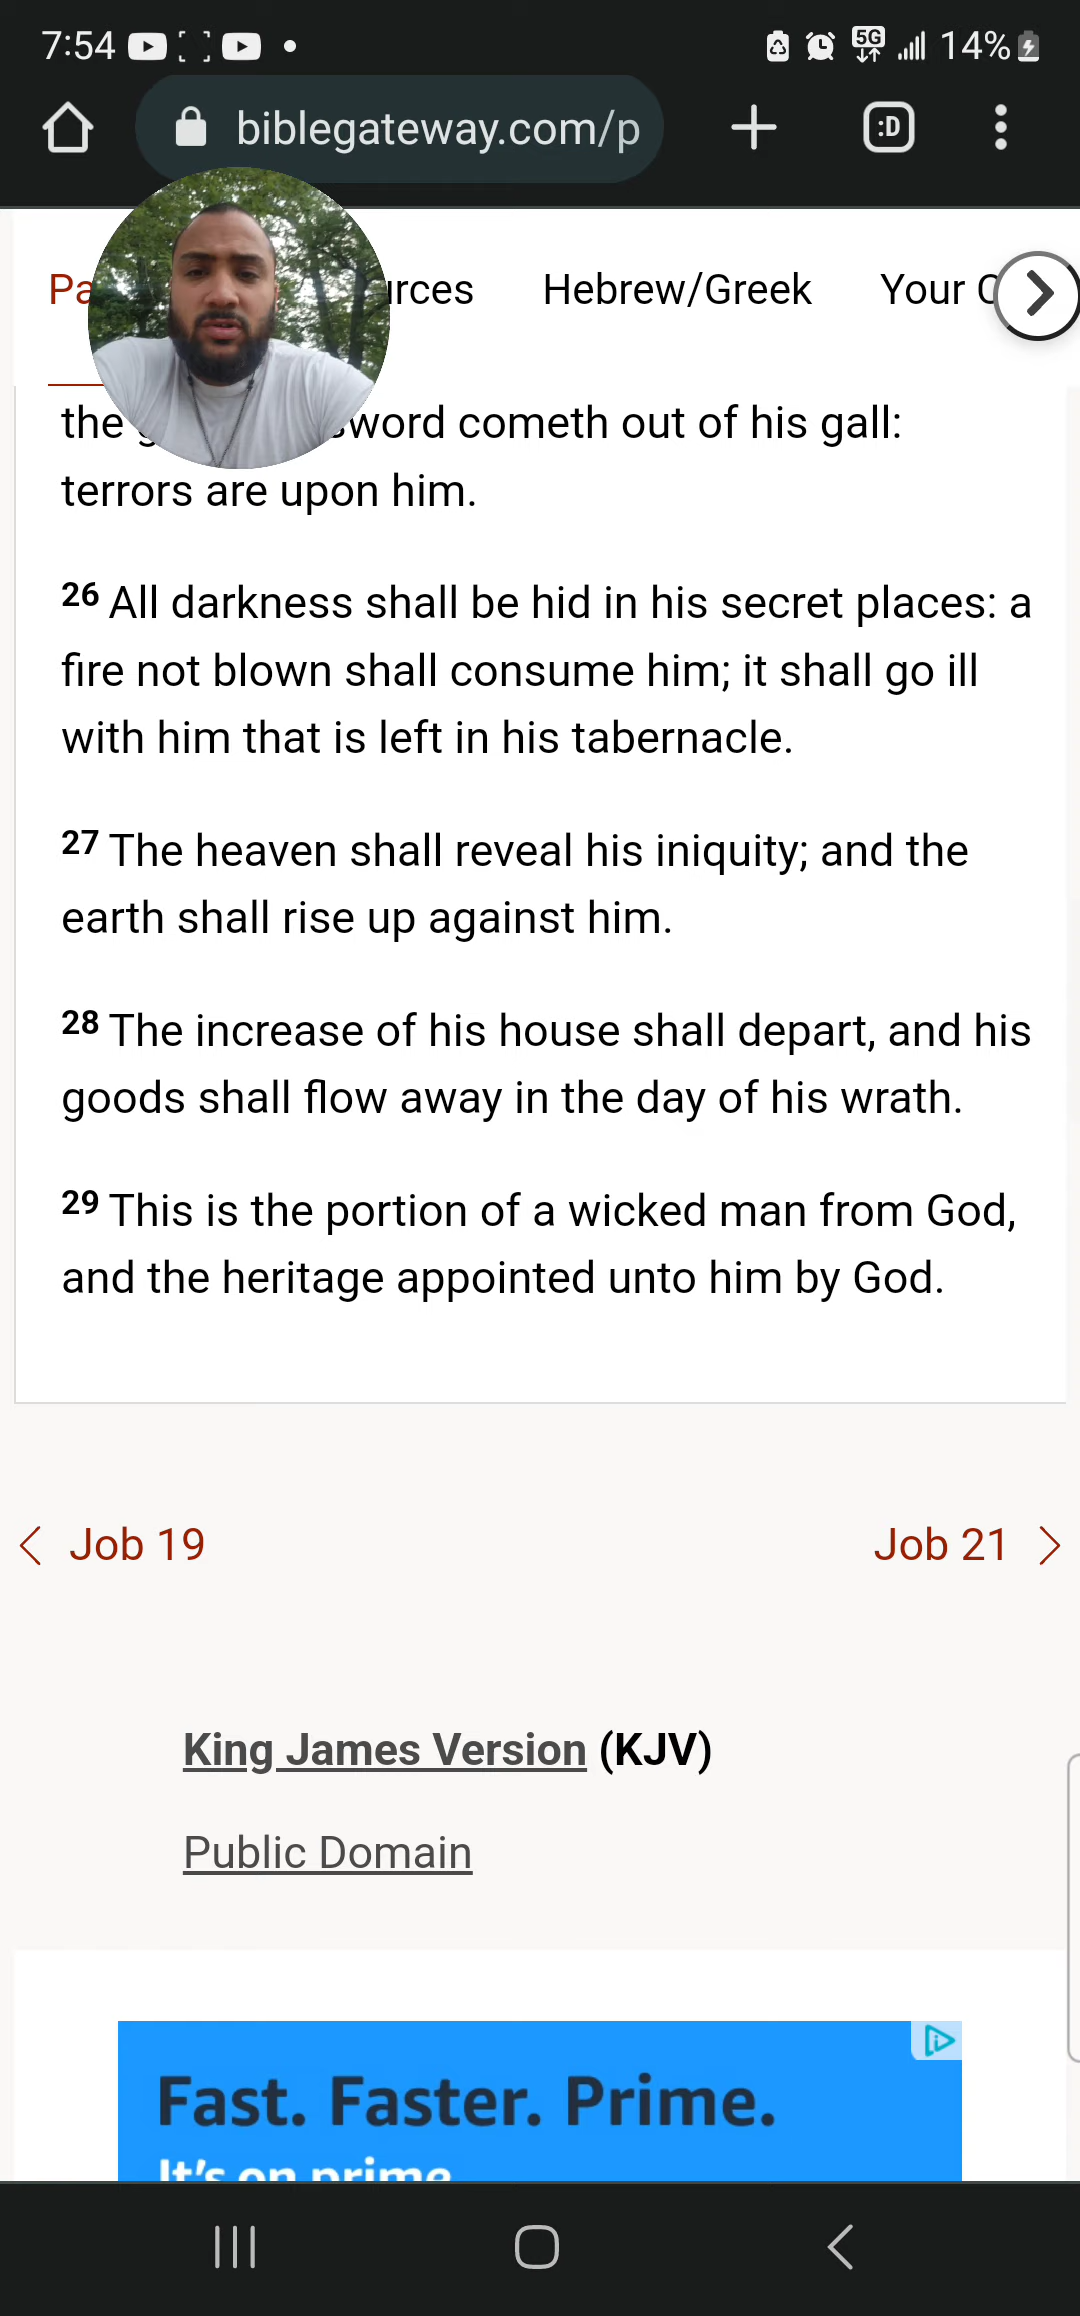 7:54
5G
14%
biblegateway.com/p
:D
Hebrew/Greek Your
the sword cometh out of his gall:
terrors are upon him.
26 All darkness shall be hid in his secret places: a
fire not blown shall consume him; it shall go ill
with him that is left in his tabernacle.
27 The heaven shall reveal his iniquity; and the
earth shall rise up against him.
28 The increase of his house shall depart, and his
goods shall flow away in the day of his wrath.
29 This is the portion of a wicked man from God,
and the heritage appointed unto him by God.
Job 19
Job 21
King James Version (KJV)
Public Domain
Fast. Faster. Prime.
It's on prime